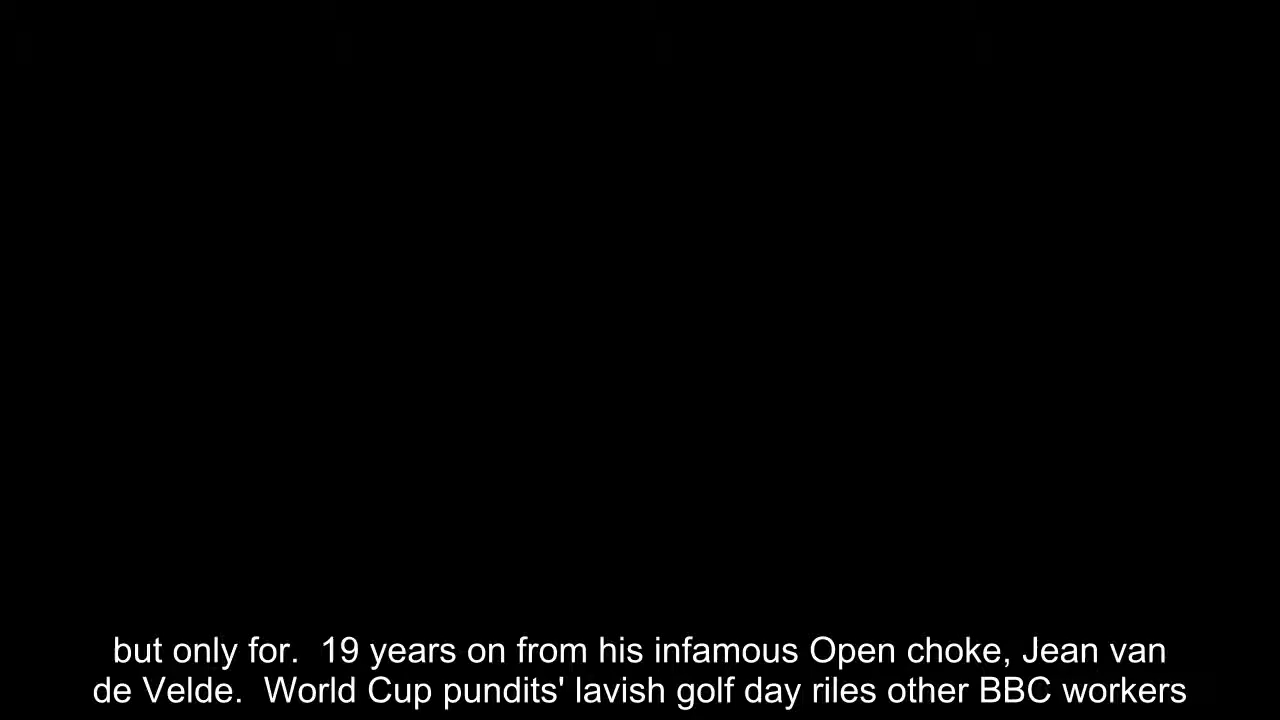 but only for.  19 years on from his infamous Open choke, Jean van
de Velde.  World Cup pundits' lavish golf day riles other BBC workers